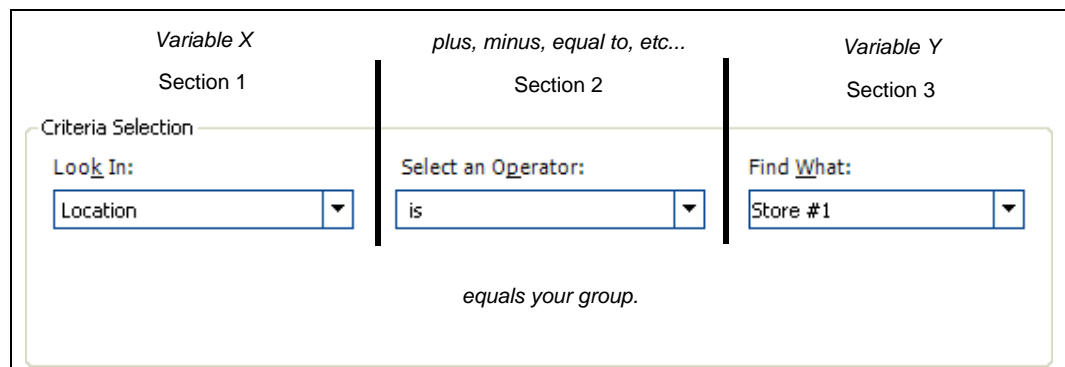 Variable X
plus, minus, equal to, etc...
Variable Y
Section 1
Section 2
Section 3
Criteria Selection
Look In:
Select an Operator:
Find What:
Location
is
Store #1
equals your group.